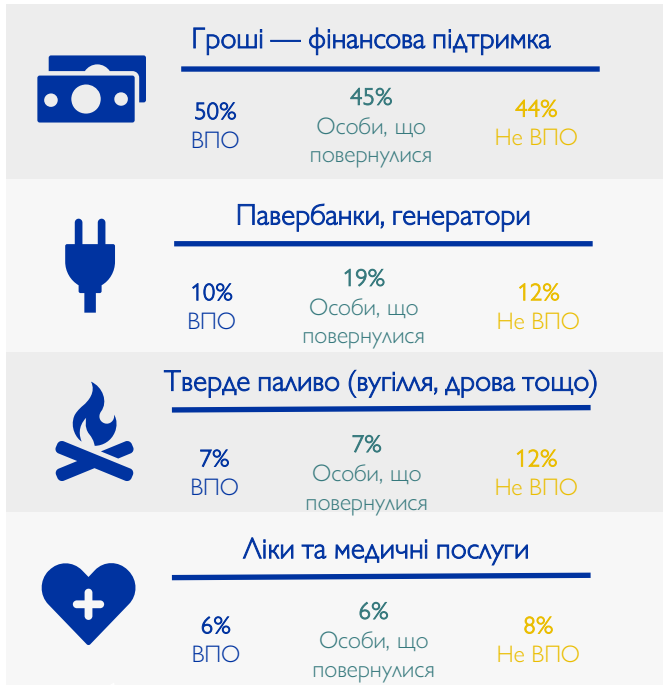 Гроші — фінансова підтримка
50%
ВПО
45%
Особи, що
повернулися
44%
Не ВПО
Павербанки, генератори
10%
ВПО
19%
Особи, що
повернулися
12%
Не ВПО
Тверде паливо (вугілля, дрова тощо)
7%
ВПО
7%
Особи, що
повернулися
12%
Не ВПО
Ліки та медичні послуги
6%
ВПО
6%
Особи, що
повернулися
8%
Не ВПО